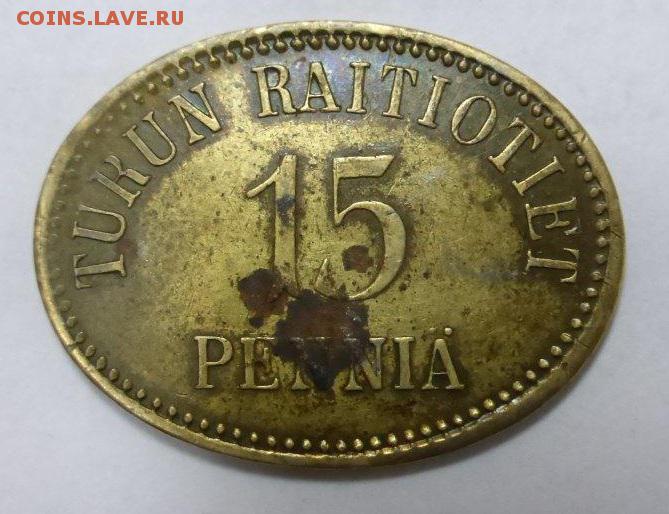 COINS.LAVE.RU
TURUN RAITIOTIET
15
PENNIÄ